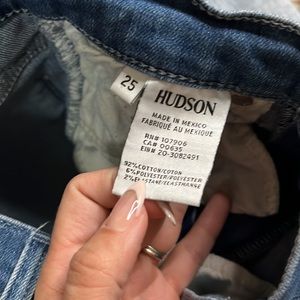 25
HUDSON
MADE IN MEXICO
FABRIQUÉ AU MEXIQUE
RN# 107906
CA# 00635
EIN# 20-3082491
92% COTTON/COTON
6% POLYESTER/POLYESTER
2% ELASTANE/ELASTHANNE